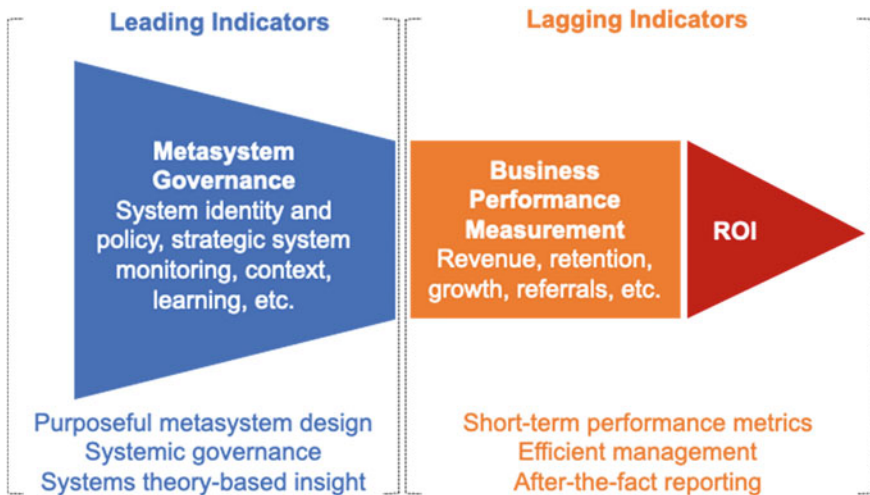 Leading Indicators
Lagging Indicators
Metasystem
Governance
System identity and
policy, strategic system
monitoring, context,
learning, etc.
Business
Performance
Measurement
Revenue, retention,
growth, referrals, etc.
ROI
Purposeful metasystem design
Systemic governance
Systems theory-based insight
Short-term performance metrics
Efficient management
After-the-fact reporting